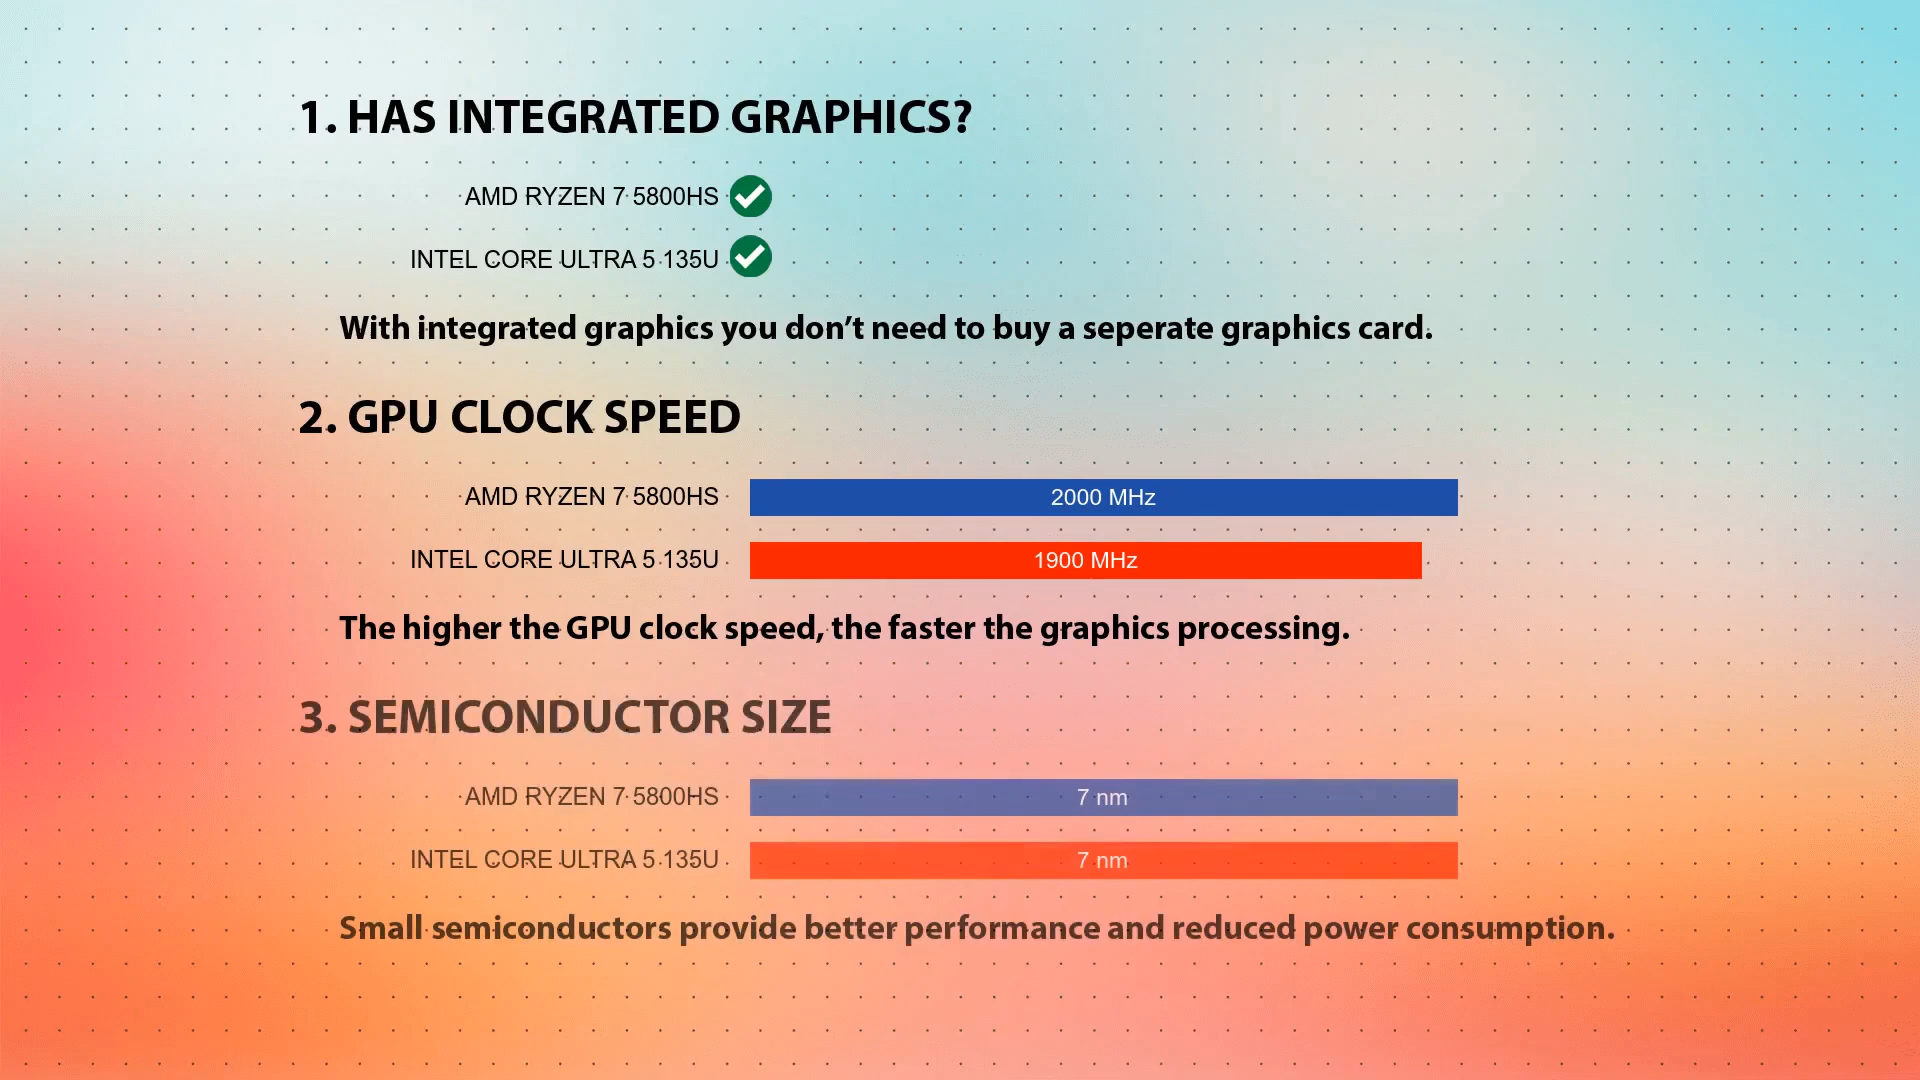 1. HAS INTEGRATED GRAPHICS?
AMD RYZEN 7 5800HS
INTEL CORE ULTRA 5 135U
With integrated graphics you don’t need to buy a seperate graphics card.
2. GPU CLOCK SPEED
AMD RYZEN 7 5800HS 2000 MHz
INTEL CORE ULTRA 5 135U 1900 MHz
The higher the GPU clock speed, the faster the graphics processing.
3. SEMICONDUCTOR SIZE
AMD RYZEN 7 5800HS 7 nm
INTEL CORE ULTRA 5 135U 7 nm
Small semiconductors provide better performance and reduced power consumption.